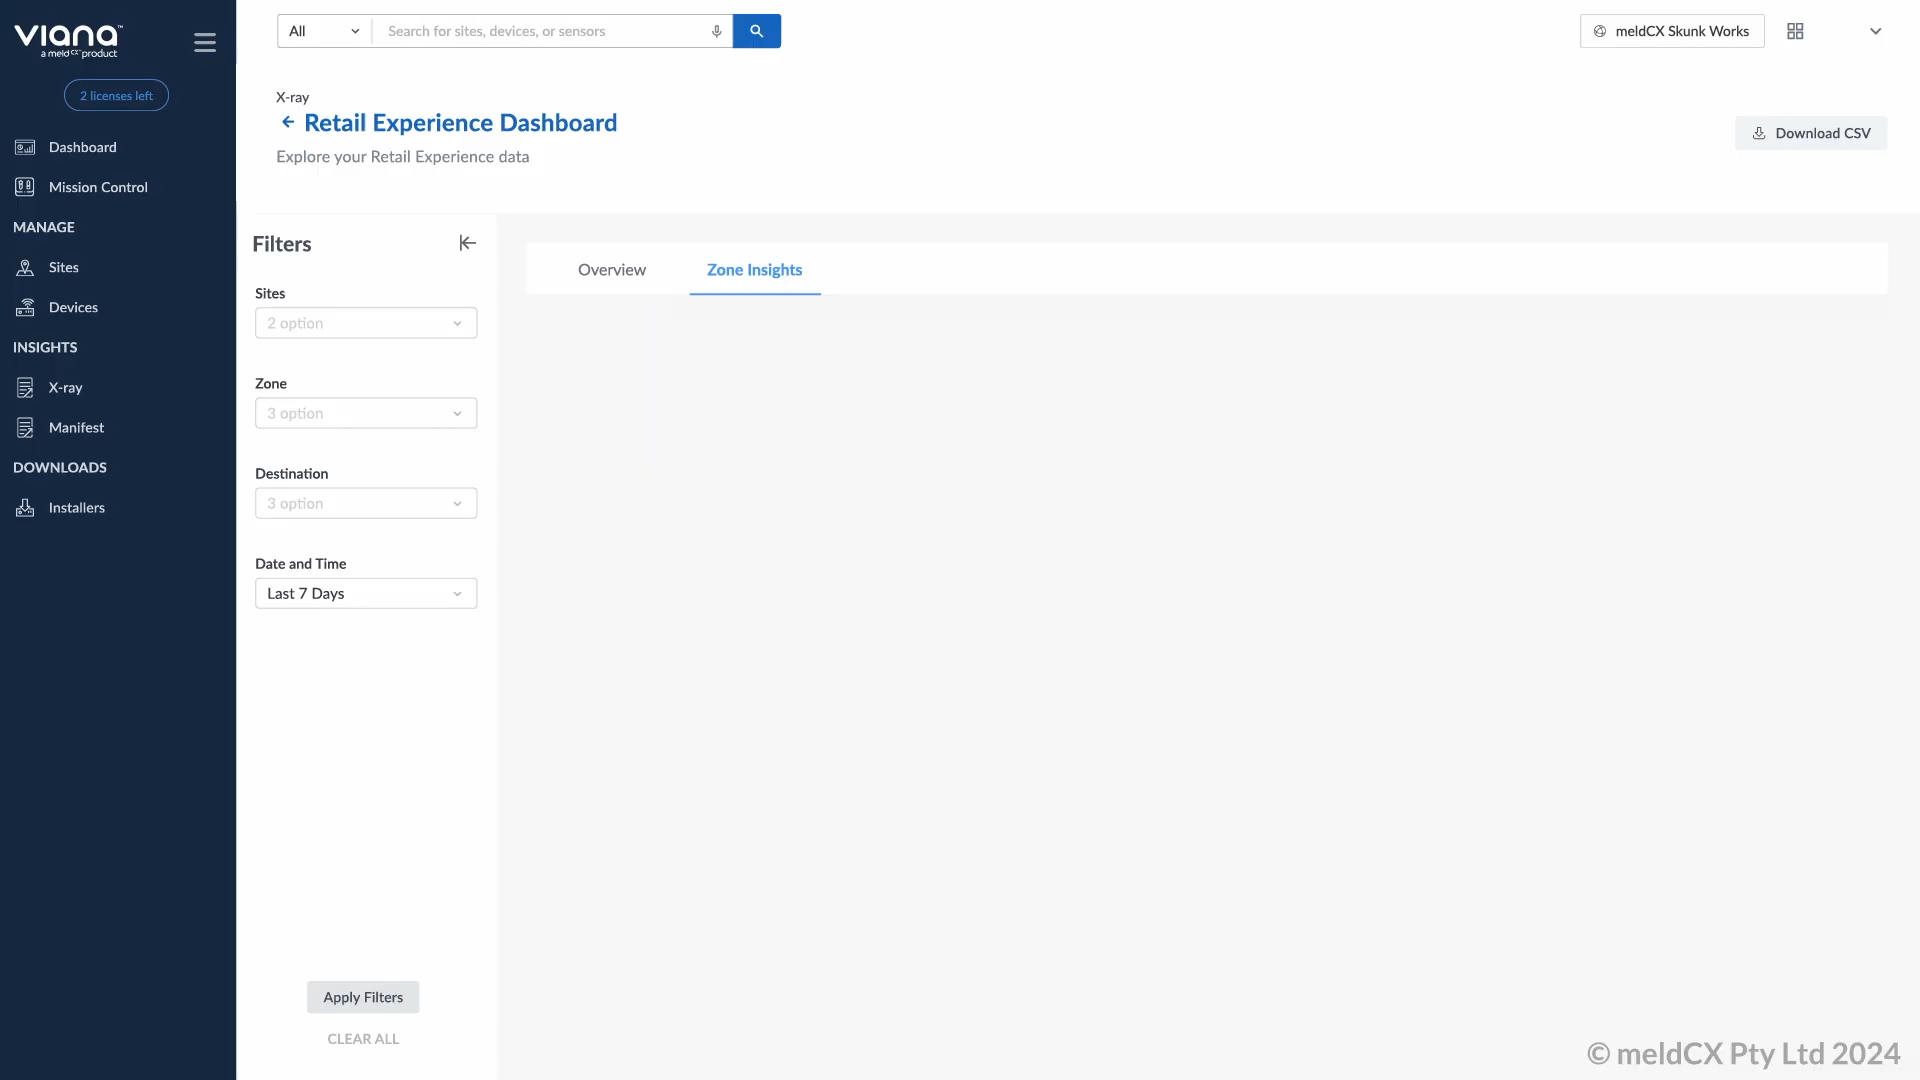 viana™
a meldCX product
2 licenses left
Dashboard
Mission Control
MANAGE
Sites
Devices
INSIGHTS
X-ray
Manifest
DOWNLOADS
Installers
All
Search for sites, devices, or sensors
meldCX Skunk Works
X-ray
Retail Experience Dashboard
Explore your Retail Experience data
Download CSV
Filters
Sites
2 option
Zone
3 option
Destination
3 option
Date and Time
Last 7 Days
Apply Filters
CLEAR ALL
Overview
Zone Insights
© meldCX Pty Ltd 2024